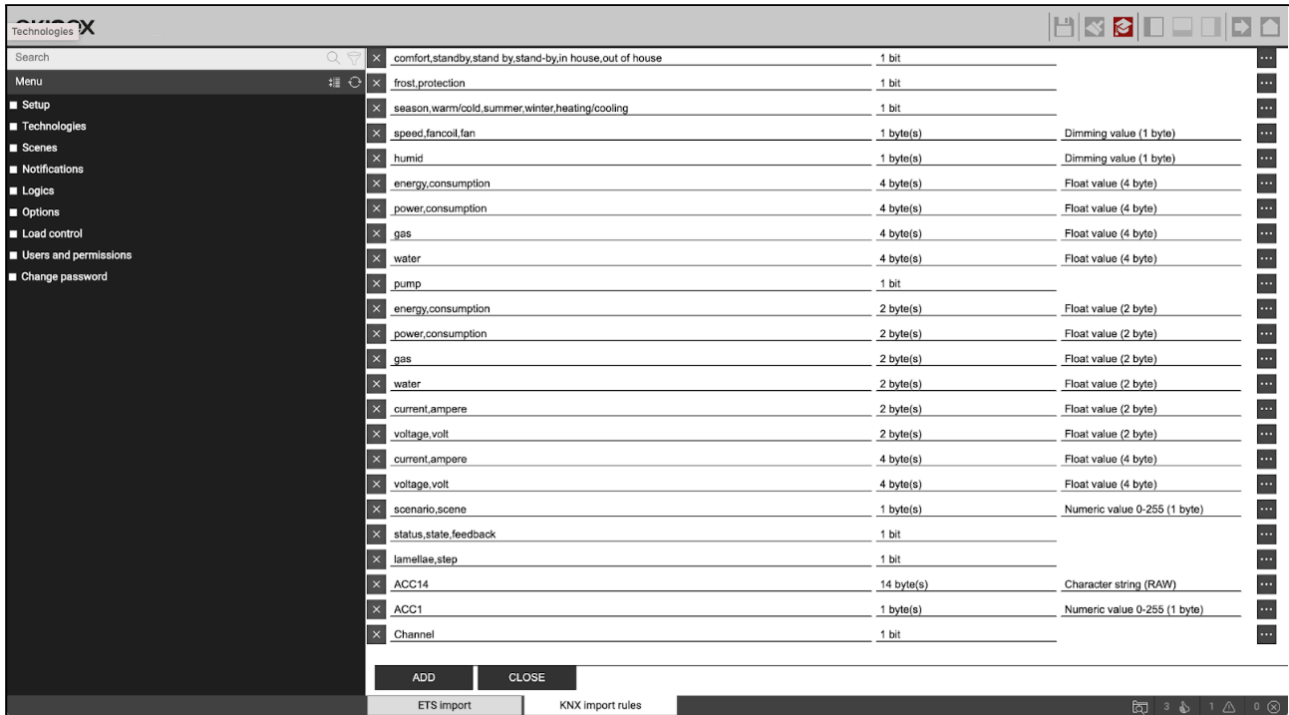 Technologies
Search
Menu
Setup
Technologies
Scenes
Notifications
Logics
Options
Load control
Users and permissions
Change password
comfort,standby,stand by,stand-by,in house,out of house 1 bit
frost,protection 1 bit
season,warm/cold,summer,winter,heating/cooling 1 bit
speed,fancoil,fan 1 byte(s) Dimming value (1 byte)
humid 1 byte(s) Dimming value (1 byte)
energy,consumption 4 byte(s) Float value (4 byte)
power,consumption 4 byte(s) Float value (4 byte)
gas 4 byte(s) Float value (4 byte)
water 4 byte(s) Float value (4 byte)
pump 1 bit
energy,consumption 2 byte(s) Float value (2 byte)
power,consumption 2 byte(s) Float value (2 byte)
gas 2 byte(s) Float value (2 byte)
water 2 byte(s) Float value (2 byte)
current,ampere 2 byte(s) Float value (2 byte)
voltage,volt 2 byte(s) Float value (2 byte)
current,ampere 4 byte(s) Float value (4 byte)
voltage,volt 4 byte(s) Float value (4 byte)
scenario,scene 1 byte(s) Numeric value 0-255 (1 byte)
status,state,feedback 1 bit
lamellae,step 1 bit
ACC14 14 byte(s) Character string (RAW)
ACC1 1 byte(s) Numeric value 0-255 (1 byte)
Channel 1 bit
ADD CLOSE
ETS import KNX import rules 3 1 0